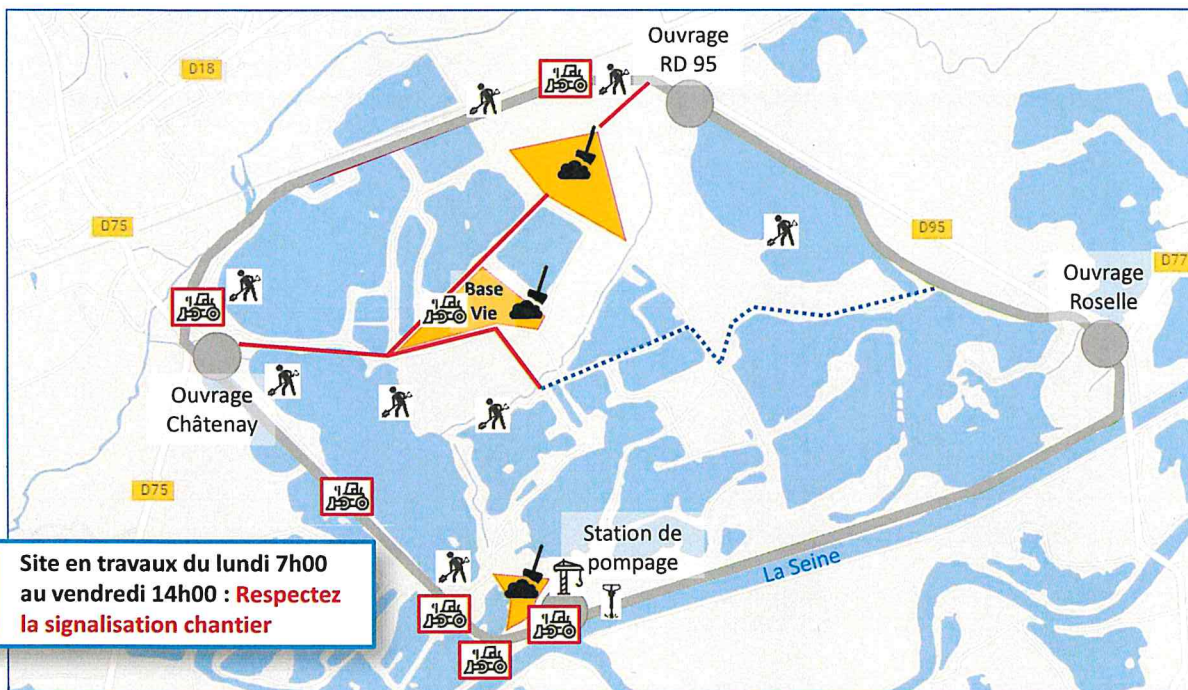 Ouvrage
RD 95
D18
D75
D95
D77
Ouvrage
Roselle
Base
Vie
Ouvrage
Châtenay
D75
Station de
pompage
La Seine
Site en travaux du lundi 7h00
au vendredi 14h00 : Respectez
la signalisation chantier